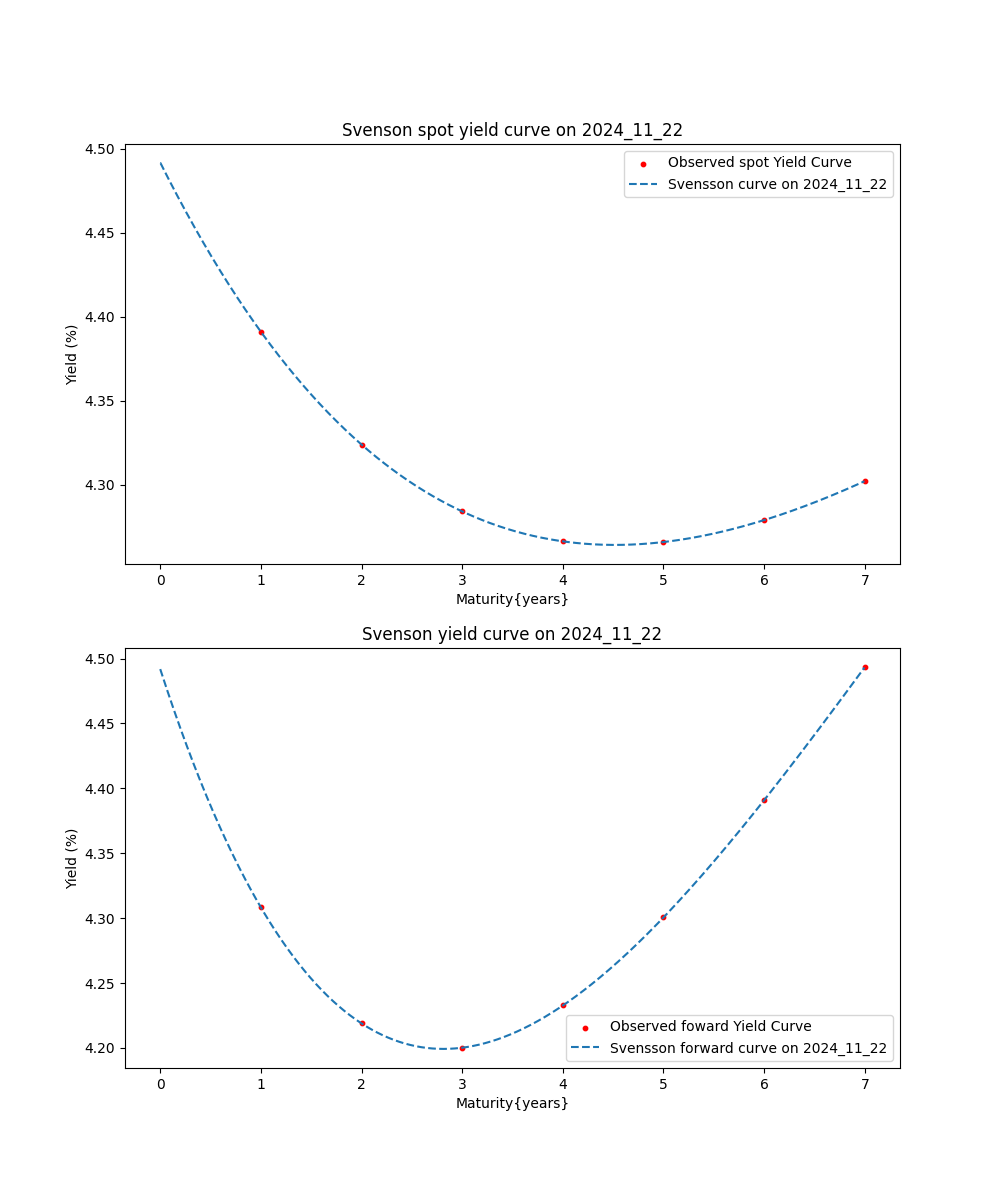 Svenson spot yield curve on 2024_11_22
4.50
4.45
4.40
4.35
4.30
Yield (%)
Observed spot Yield Curve
Svensson curve on 2024_11_22
0 1 2 3 4 5 6 7
Maturity{years}
Svenson yield curve on 2024_11_22
4.50
4.45
4.40
4.35
4.30
4.25
4.20
Yield (%)
Observed foward Yield Curve
Svensson forward curve on 2024_11_22
0 1 2 3 4 5 6 7
Maturity{years}